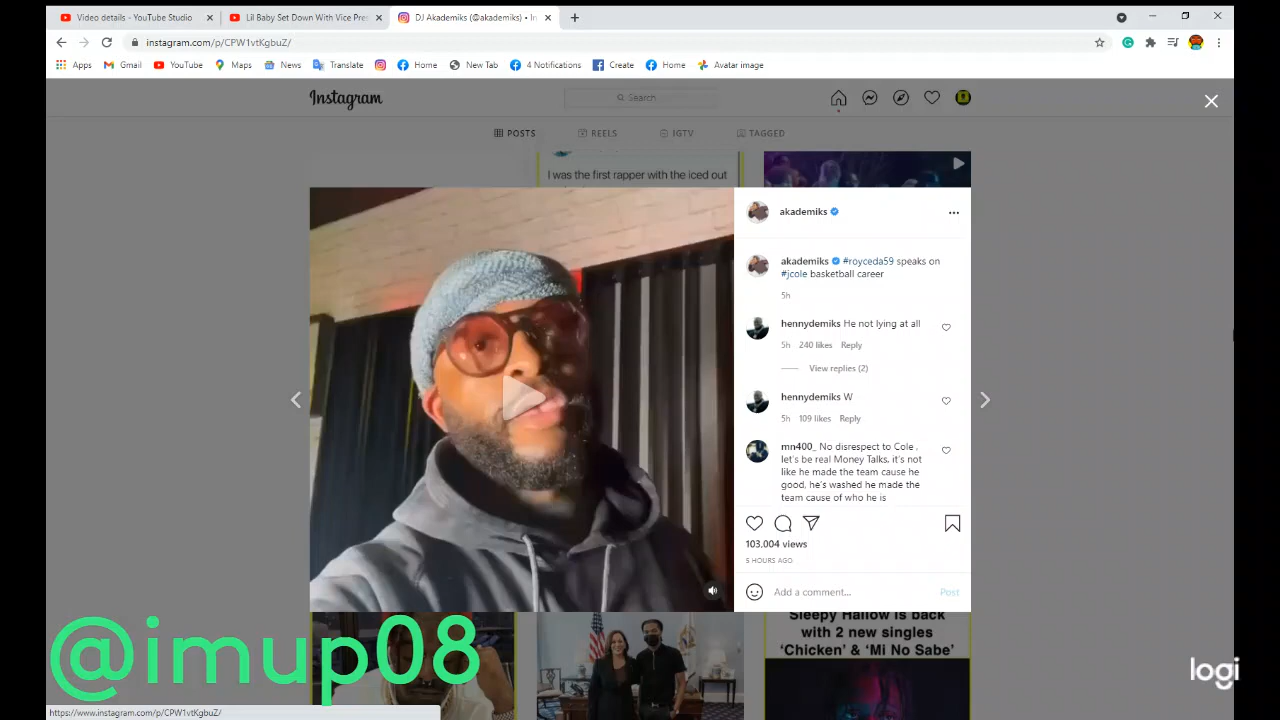 Video details - YouTube Studio
Lil Baby Set Down With Vice Pre
DJ Akademiks (@akademiks) • In
instagram.com/p/CPW1vtKgbuZ/
Apps Gmail YouTube Maps News Translate Home New Tab 4 Notifications Create Home Avatar image
Instagram
Search
POSTS REELS IGTV TAGGED
I was the first rapper with the iced out
akademiks
akademiks #royceda59 speaks on
#jcole basketball career
5h
hennydemiks He not lying at all
5h 240 likes Reply
View replies (2)
hennydemiks W
5h 109 likes Reply
mn400_ No disrespect to Cole ,
let's be real Money Talks, it's not
like he made the team cause he
good, he's washed he made the
team cause of who he is
103,004 views
5 HOURS AGO
Add a comment... Post
Sleepy Hallow is back
with 2 new singles
'Chicken' & 'Mi No Sabe'
@imup08
logi
https://www.instagram.com/p/CPW1vtKgbuZ/